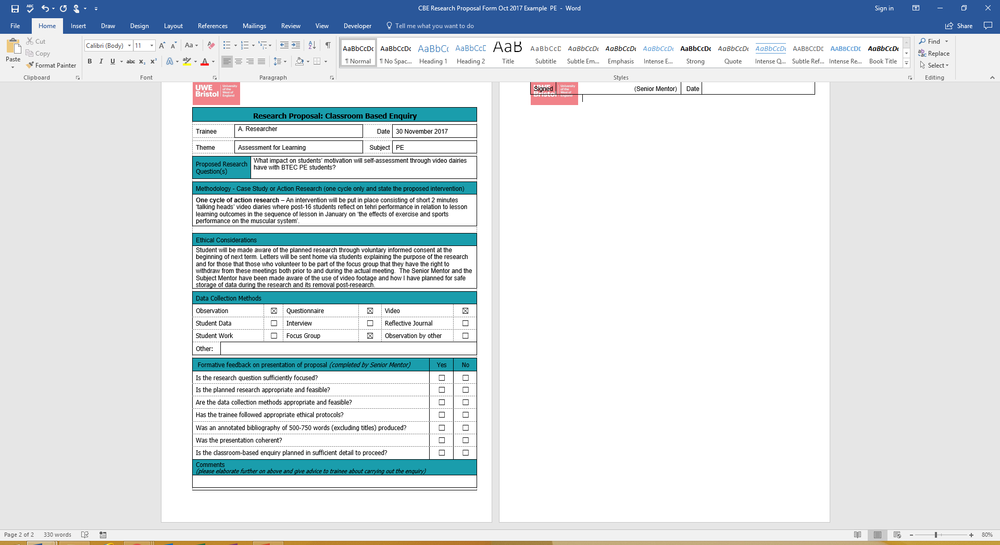 ABC
CBE Research Proposal Form Oct 2017 Example  PE  -  Word
Sign in
File
Home
Insert
Draw
Design
Layout
References
Mailings
Review
View
Developer
Tell me what you want to do
Share
Paste
Cut
Copy
Format Painter
Clipboard
Calibri (Body)
11
Aa
B I U abc x₂ x²
Font
Paragraph
AaBbCcDc
¶ Normal
AaBbCcDc
¶ No Spac...
AaBbCc
Heading 1
AaBbCcD
Heading 2
AaB
Title
AaBbCcD
Subtitle
AaBbCcDc
Subtle Em...
AaBbCcDc
Emphasis
AaBbCcDc
Intense E...
AaBbCcDc
Strong
AaBbCcDc
Quote
AaBbCcDc
Intense Q...
AABBCCDE
Subtle Ref...
AABBCCDE
Intense Re...
AaBbCcDc
Book Title
Styles
Find
Replace
Select
Editing
UWE Bristol
University of the West of England
Research Proposal: Classroom Based Enquiry
Trainee
A. Researcher
Date
30 November 2017
Theme
Assessment for Learning
Subject
PE
Proposed Research
Question(s)
What impact on students' motivation will self-assessment through video dairies
have with BTEC PE students?
Methodology - Case Study or Action Research (one cycle only and state the proposed intervention)
One cycle of action research – An intervention will be put in place consisting of short 2 minutes
‘talking heads’ video diaries where post-16 students reflect on tehri performance in relation to lesson
learning outcomes in the sequence of lesson in January on ‘the effects of exercise and sports
performance on the muscular system’.
Ethical Considerations
Student will be made aware of the planned research through voluntary informed consent at the
beginning of next term. Letters will be sent home via students explaining the purpose of the research
and for those that those who volunteer to be part of the focus group that they have the right to
withdraw from these meetings both prior to and during the actual meeting.  The Senior Mentor and the
Subject Mentor have been made aware of the use of video footage and how I have planned for safe
storage of data during the research and its removal post-research.
Data Collection Methods
Observation ☒ Questionnaire ☒ Video ☒
Student Data ☐ Interview ☐ Reflective Journal ☐
Student Work ☐ Focus Group ☒ Observation by other ☐
Other:
Formative feedback on presentation of proposal (completed by Senior Mentor) Yes No
Is the research question sufficiently focused? ☐ ☐
Is the planned research appropriate and feasible? ☐ ☐
Are the data collection methods appropriate and feasible? ☐ ☐
Has the trainee followed appropriate ethical protocols? ☐ ☐
Was an annotated bibliography of 500-750 words (excluding titles) produced? ☐ ☐
Was the presentation coherent? ☐ ☐
Is the classroom-based enquiry planned in sufficient detail to proceed? ☐ ☐
Comments
(please elaborate further on above and give advice to trainee about carrying out the enquiry)
Signed
(Senior Mentor)
Date
UWE Bristol
University of the West of England
Page 2 of 2
330 words
80%